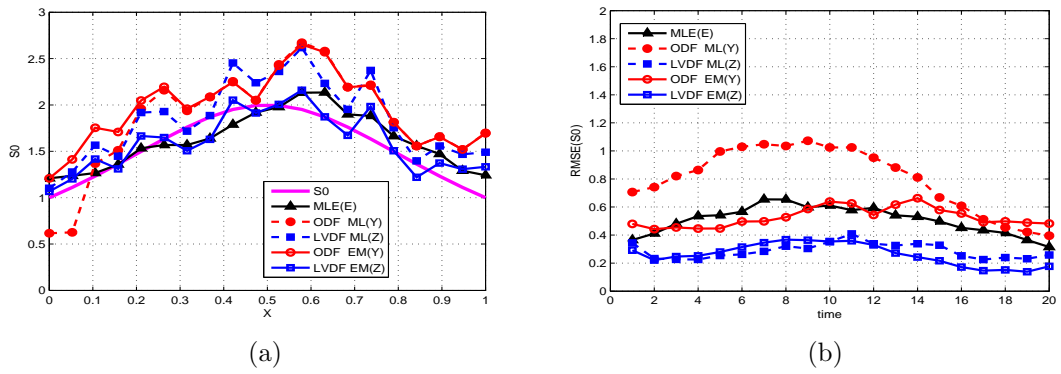 3
2.5
2
1.5
1
0.5
0
S0
0 0.1 0.2 0.3 0.4 0.5 0.6 0.7 0.8 0.9 1
X
S0
MLE(E)
ODF ML(Y)
LVDF ML(Z)
ODF EM(Y)
LVDF EM(Z)
(a)
2
1.8
1.6
1.4
1.2
1
0.8
0.6
0.4
0.2
0
RMSE(S0)
0 2 4 6 8 10 12 14 16 18 20
time
MLE(E)
ODF ML(Y)
LVDF ML(Z)
ODF EM(Y)
LVDF EM(Z)
(b)